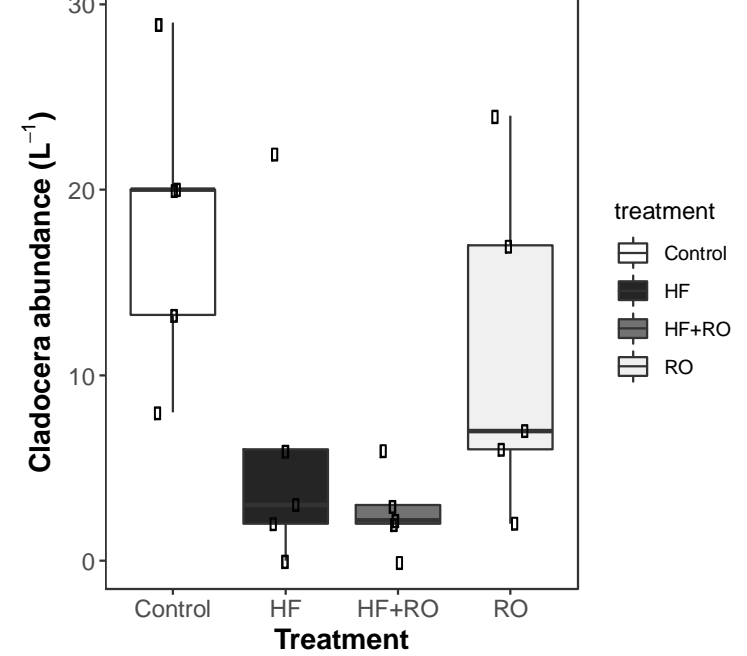 30
20
10
0
Cladocera abundance (L⁻¹)
Control
HF
HF+RO
RO
Treatment
treatment
Control
HF
HF+RO
RO